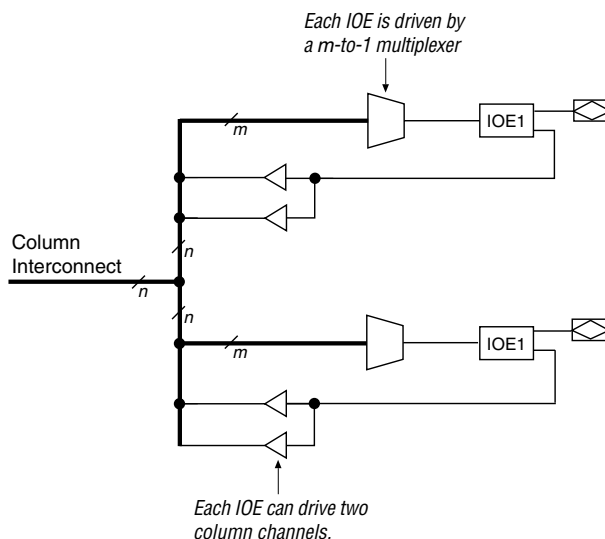 Each IOE is driven by
a m-to-1 multiplexer
m
IOE1
Column
Interconnect
n
n
n
m
IOE1
Each IOE can drive two
column channels.